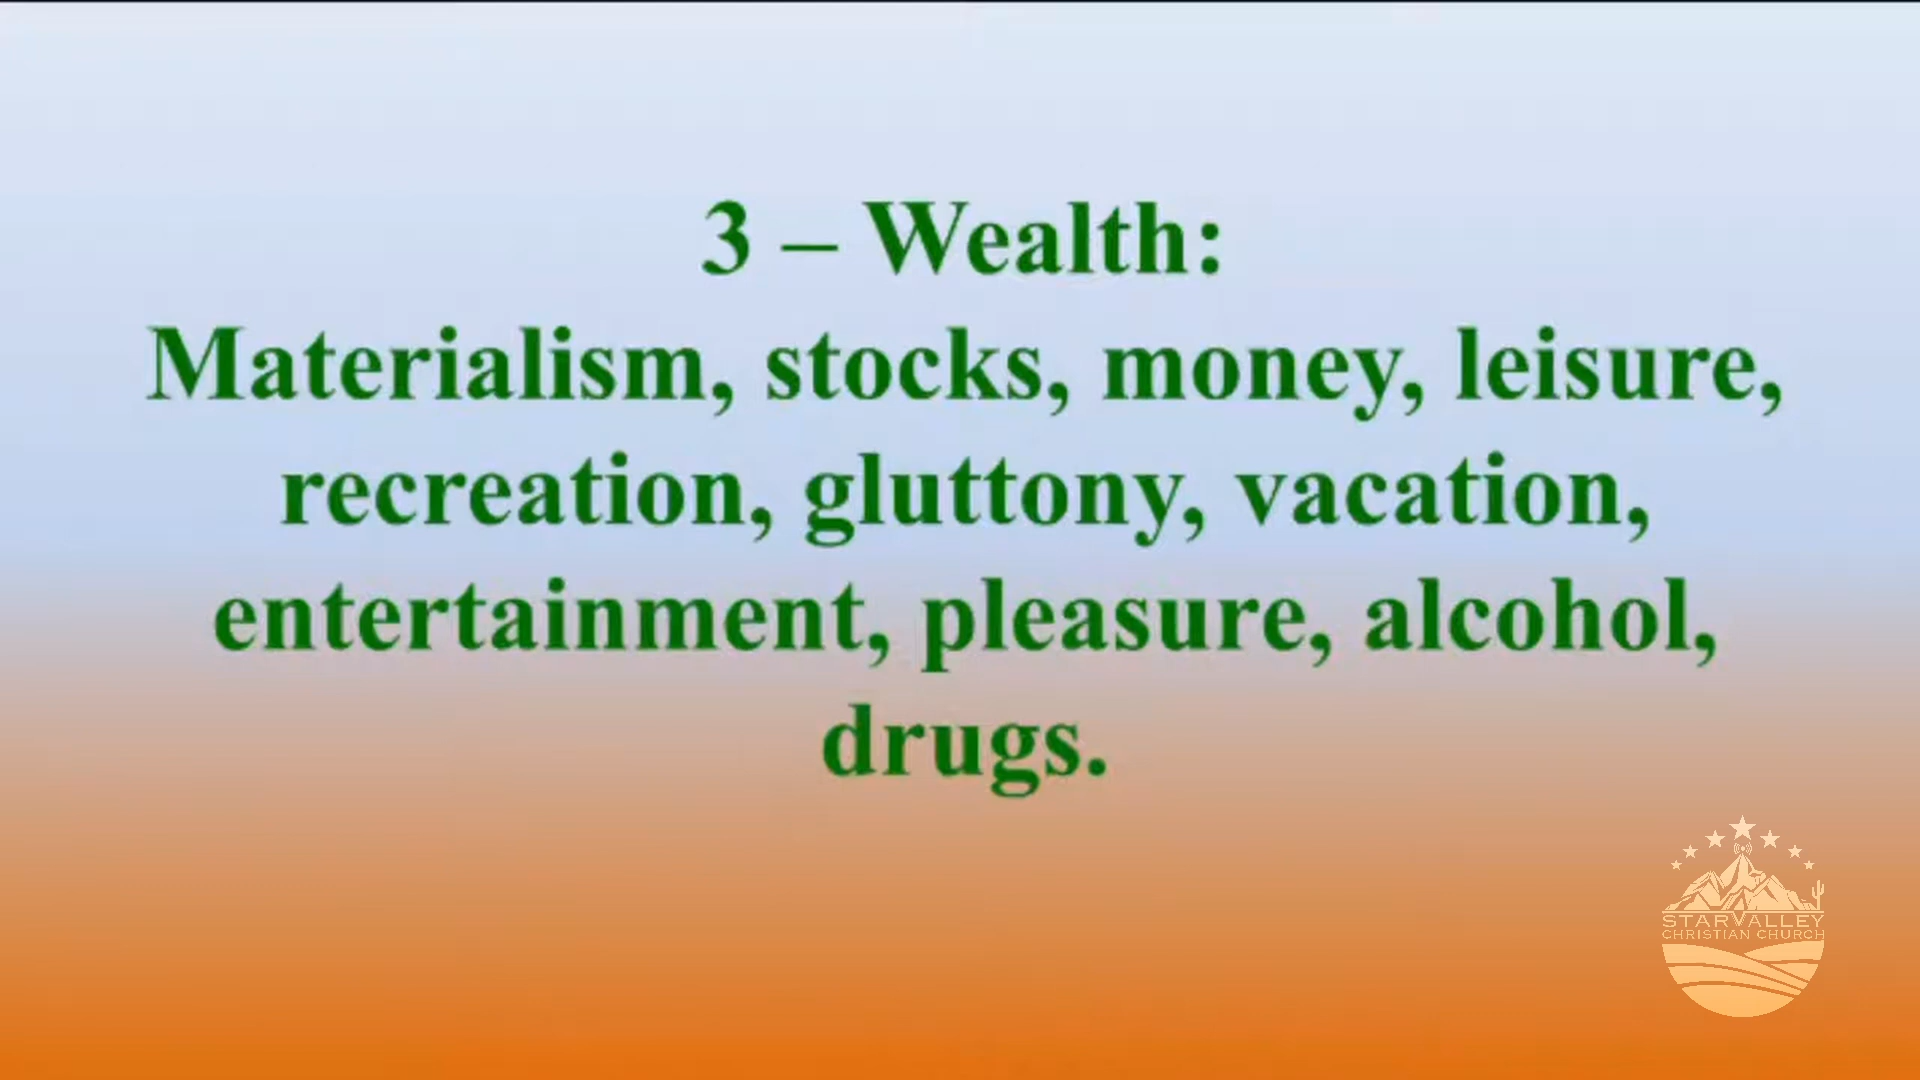 3 – Wealth:
Materialism, stocks, money, leisure,
recreation, gluttony, vacation,
entertainment, pleasure, alcohol,
drugs.
STARVALLEY
CHRISTIAN CHURCH